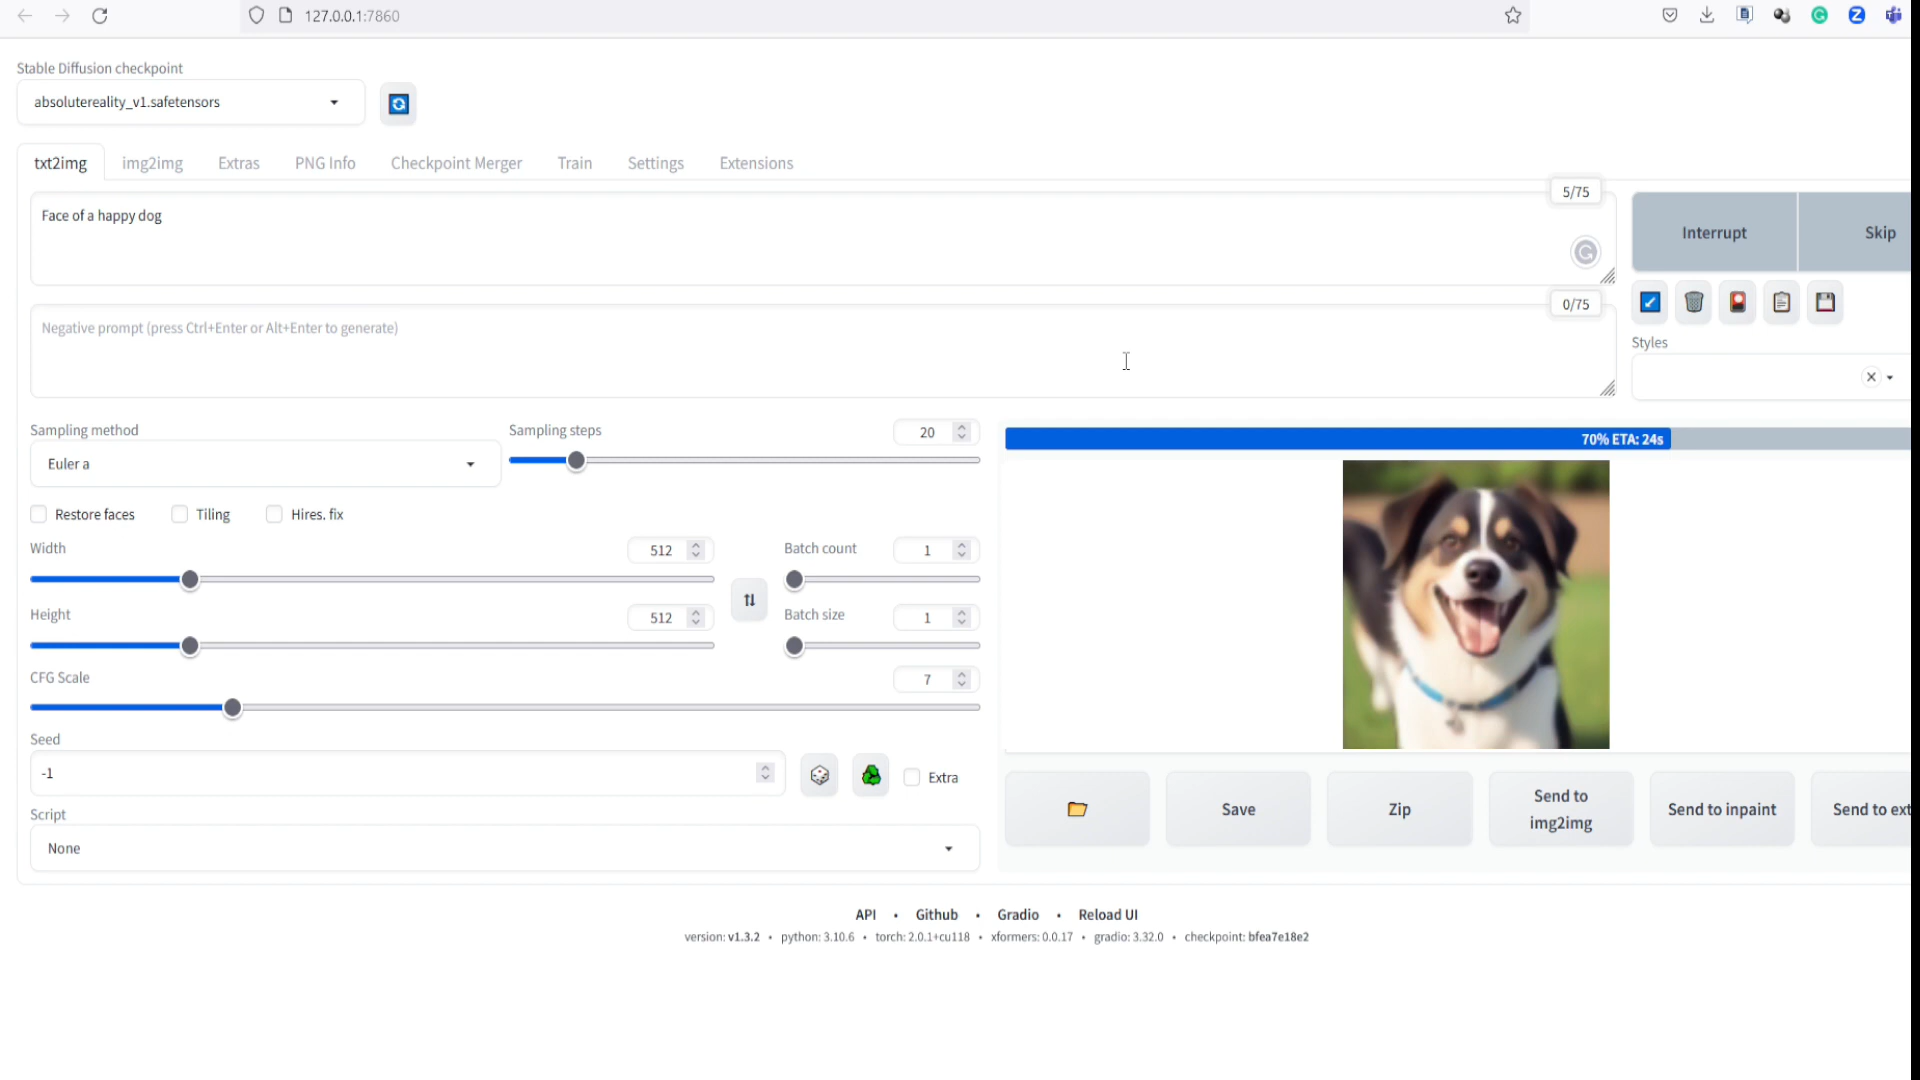 127.0.0.1:7860
Stable Diffusion checkpoint
absolutereality_v1.safetensors
txt2img img2img Extras PNG Info Checkpoint Merger Train Settings Extensions
5/75
Face of a happy dog
Interrupt Skip
0/75
Negative prompt (press Ctrl+Enter or Alt+Enter to generate)
Styles
Sampling method
Euler a
Sampling steps 20
70% ETA: 24s
Restore faces Tiling Hires. fix
Width 512
Batch count 1
Height 512
Batch size 1
CFG Scale 7
Seed
-1
Extra
Script
None
Save Zip Send to img2img Send to inpaint Send to ext
API • Github • Gradio • Reload UI
version: v1.3.2 • python: 3.10.6 • torch: 2.0.1+cu118 • xformers: 0.0.17 • gradio: 3.32.0 • checkpoint: bfea7e18e2